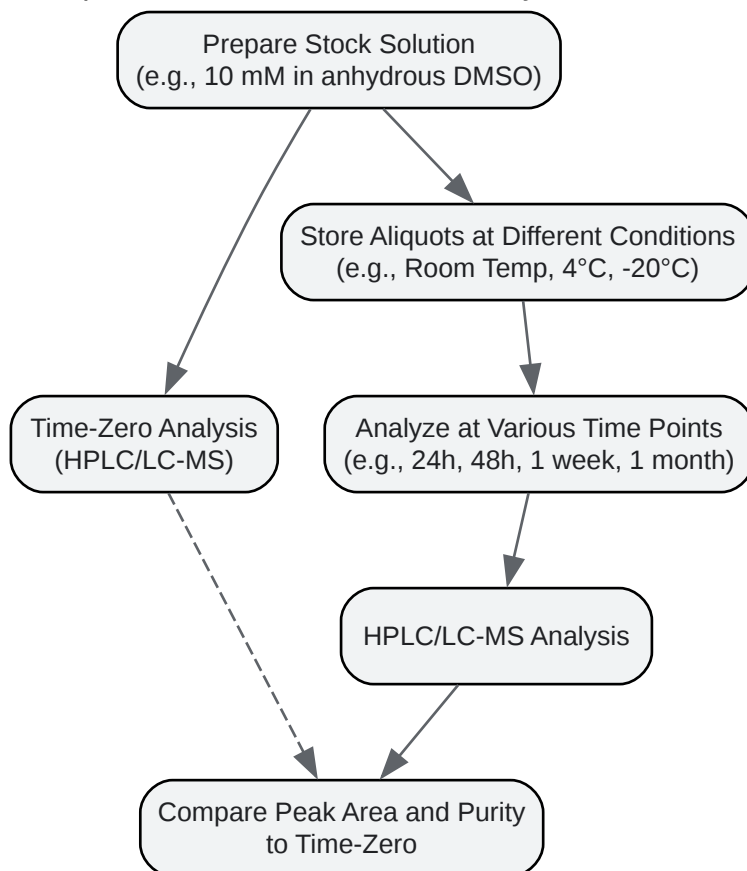 Prepare Stock Solution
(e.g., 10 mM in anhydrous DMSO)
Store Aliquots at Different Conditions
(e.g., Room Temp, 4°C, -20°C)
Time-Zero Analysis
(HPLC/LC-MS)
Analyze at Various Time Points
(e.g., 24h, 48h, 1 week, 1 month)
HPLC/LC-MS Analysis
Compare Peak Area and Purity
to Time-Zero